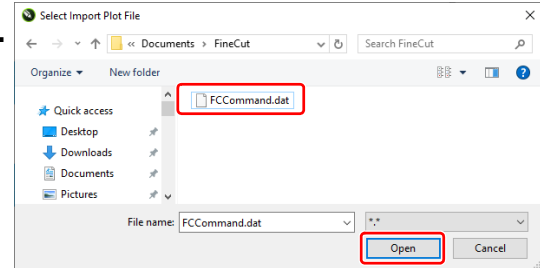 Select Import Plot File
« Documents > FineCut
Search FineCut
Organize
New folder
FCCommand.dat
Quick access
Desktop
Downloads
Documents
Pictures
File name: FCCommand.dat
*.*
Open
Cancel